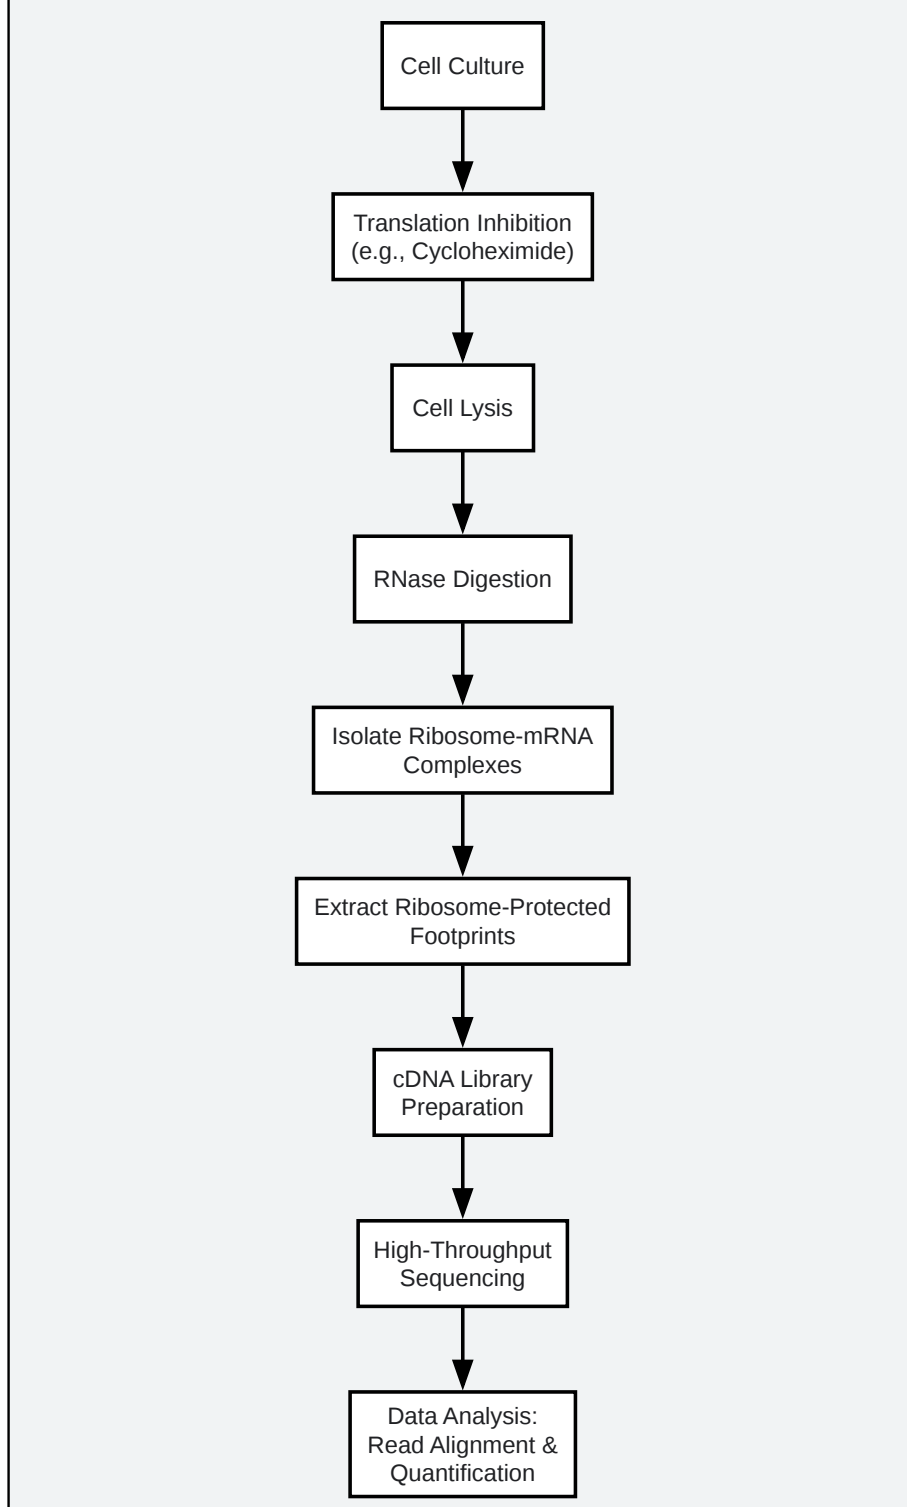 Cell Culture
Translation Inhibition
(e.g., Cycloheximide)
Cell Lysis
RNase Digestion
Isolate Ribosome-mRNA
Complexes
Extract Ribosome-Protected
Footprints
cDNA Library
Preparation
High-Throughput
Sequencing
Data Analysis:
Read Alignment &
Quantification